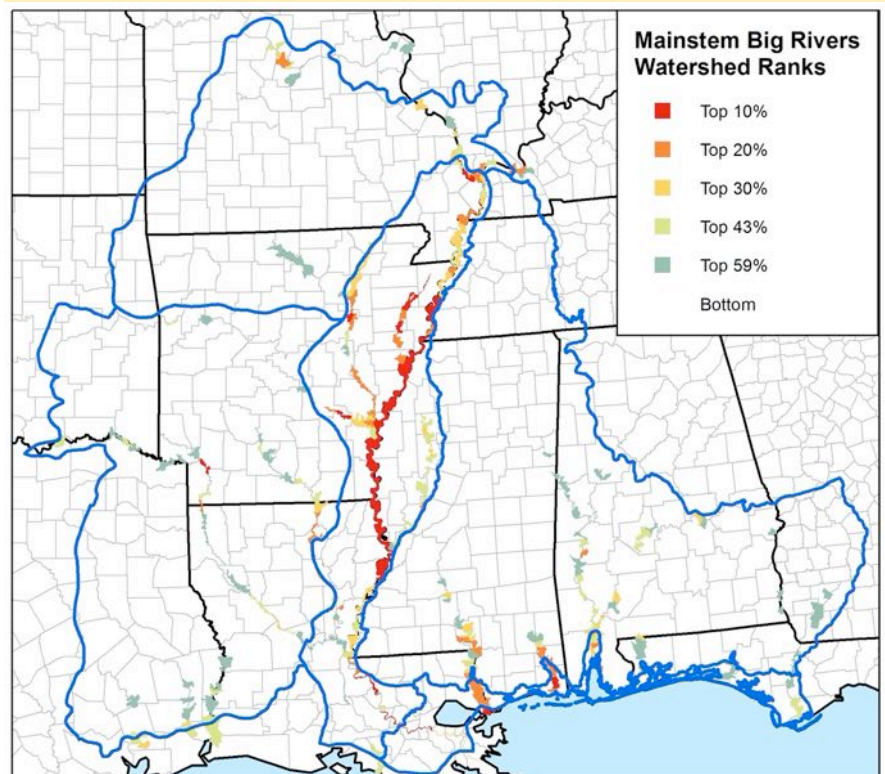 Mainstem Big Rivers
Watershed Ranks
Top 10%
Top 20%
Top 30%
Top 43%
Top 59%
Bottom